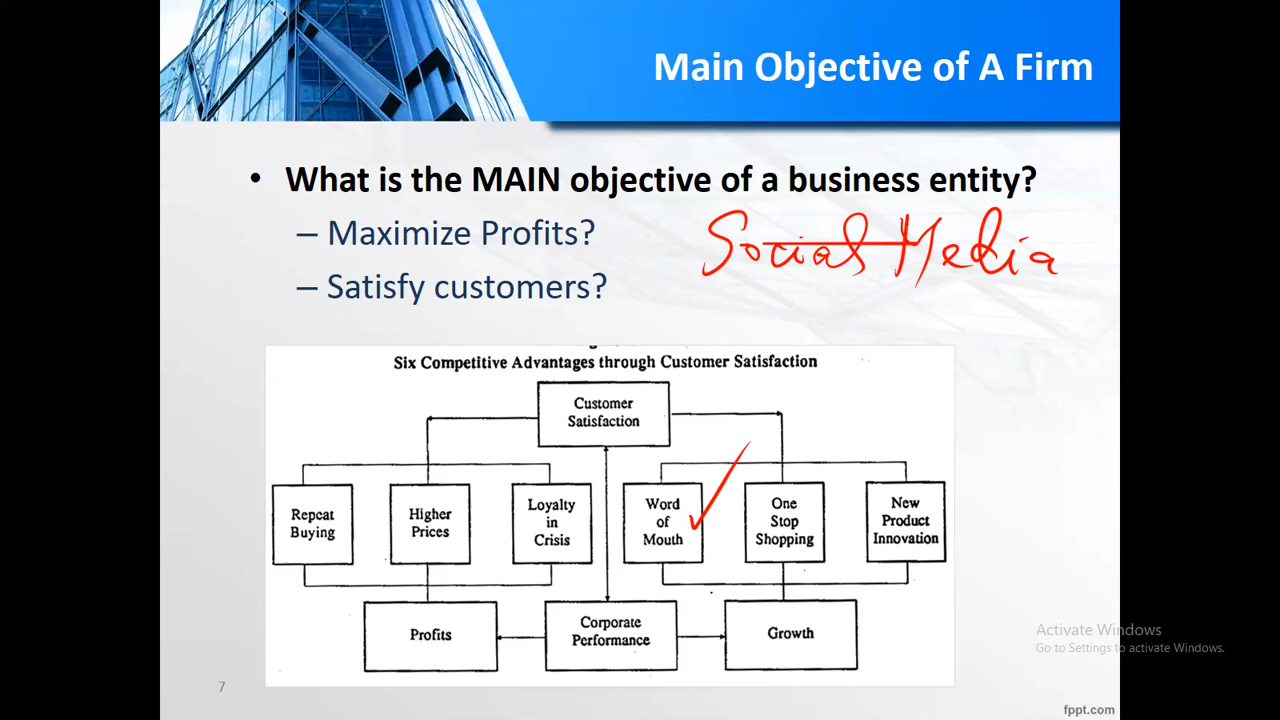 Main Objective of A Firm
• What is the MAIN objective of a business entity?
– Maximize Profits?
– Satisfy customers?
Social Media
Six Competitive Advantages through Customer Satisfaction
Customer
Satisfaction
Repeat
Buying
Higher
Prices
Loyalty
in
Crisis
Word
of
Mouth
One
Stop
Shopping
New
Product
Innovation
Profits
Corporate
Performance
Growth
Activate Windows
Go to Settings to activate Windows.
7
fppt.com